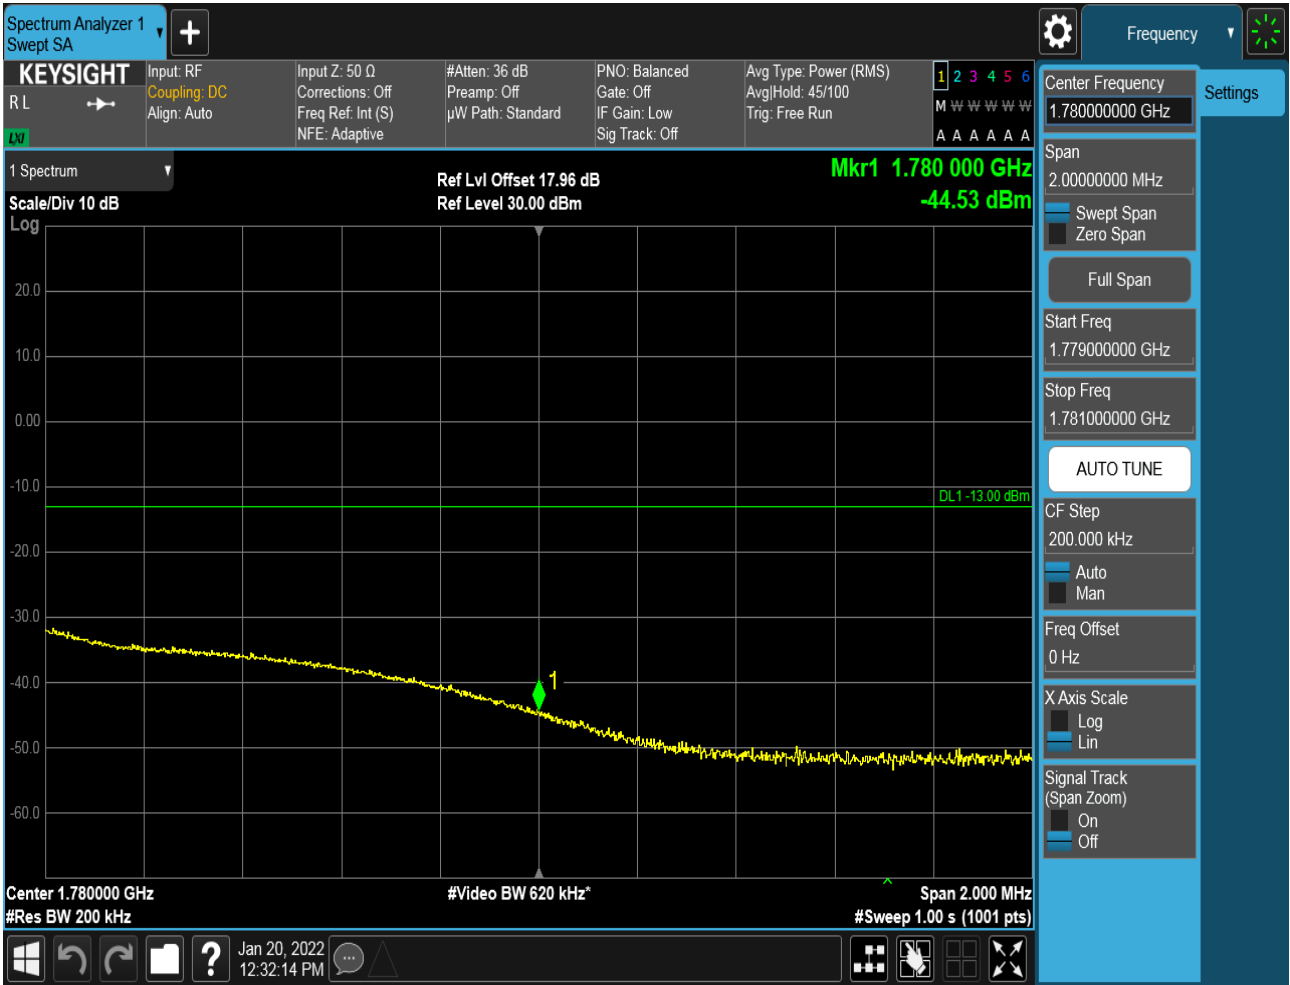 Spectrum Analyzer 1
Swept SA
Frequency
KEYSIGHT
R L
LXI
Input: RF
Coupling: DC
Align: Auto
Input Z: 50 Ω
Corrections: Off
Freq Ref: Int (S)
NFE: Adaptive
#Atten: 36 dB
Preamp: Off
µW Path: Standard
PNO: Balanced
Gate: Off
IF Gain: Low
Sig Track: Off
Avg Type: Power (RMS)
Avg|Hold: 45/100
Trig: Free Run
1 2 3 4 5 6
M W W W W W
A A A A A A
1 Spectrum
Scale/Div 10 dB
Log
Ref Lvl Offset 17.96 dB
Ref Level 30.00 dBm
Mkr1 1.780 000 GHz
-44.53 dBm
20.0
10.0
0.00
-10.0
DL1 -13.00 dBm
-20.0
-30.0
-40.0
1
-50.0
-60.0
Center 1.780000 GHz
#Video BW 620 kHz*
Span 2.000 MHz
#Res BW 200 kHz
#Sweep 1.00 s (1001 pts)
Jan 20, 2022
12:32:14 PM
Center Frequency
1.780000000 GHz
Settings
Span
2.00000000 MHz
Swept Span
Zero Span
Full Span
Start Freq
1.779000000 GHz
Stop Freq
1.781000000 GHz
AUTO TUNE
CF Step
200.000 kHz
Auto
Man
Freq Offset
0 Hz
X Axis Scale
Log
Lin
Signal Track
(Span Zoom)
On
Off